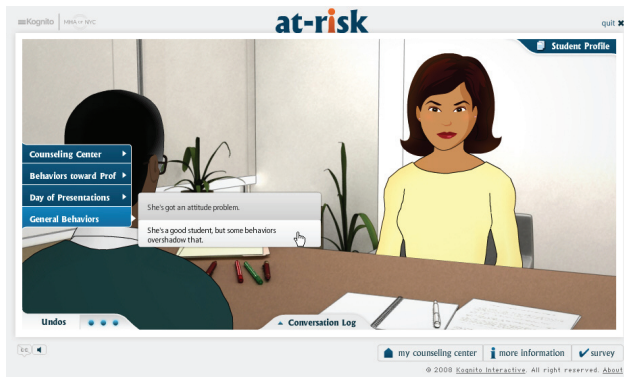 Kognito
MHA OF NYC
at-risk
quit ✖
Student Profile
Counseling Center
Behaviors toward Prof
Day of Presentations
General Behaviors
She's got an attitude problem.
She's a good student, but some behaviors
overshadow that.
Undos
Conversation Log
my counseling center
more information
survey
© 2008 Kognito Interactive. All right reserved. About